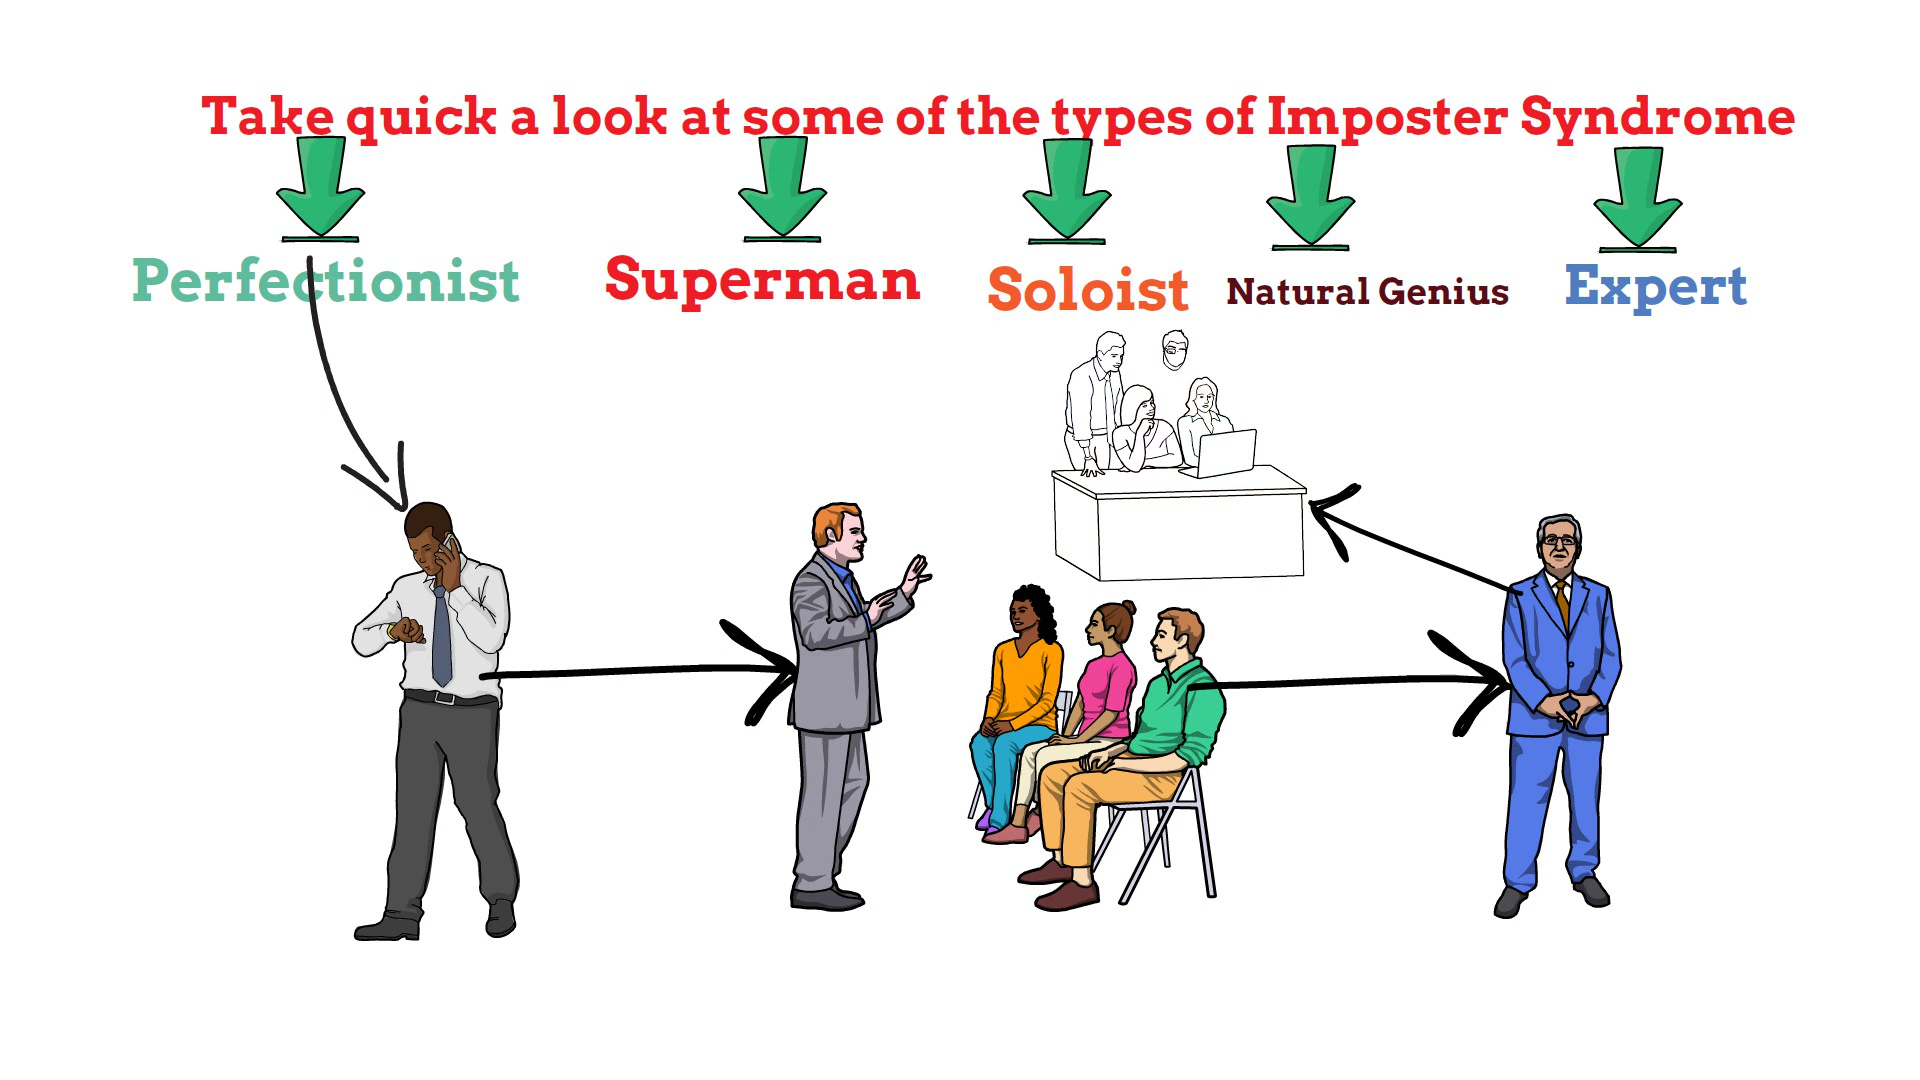 Take quick a look at some of the types of Imposter Syndrome
Perfectionist
Superman
Soloist
Natural Genius
Expert